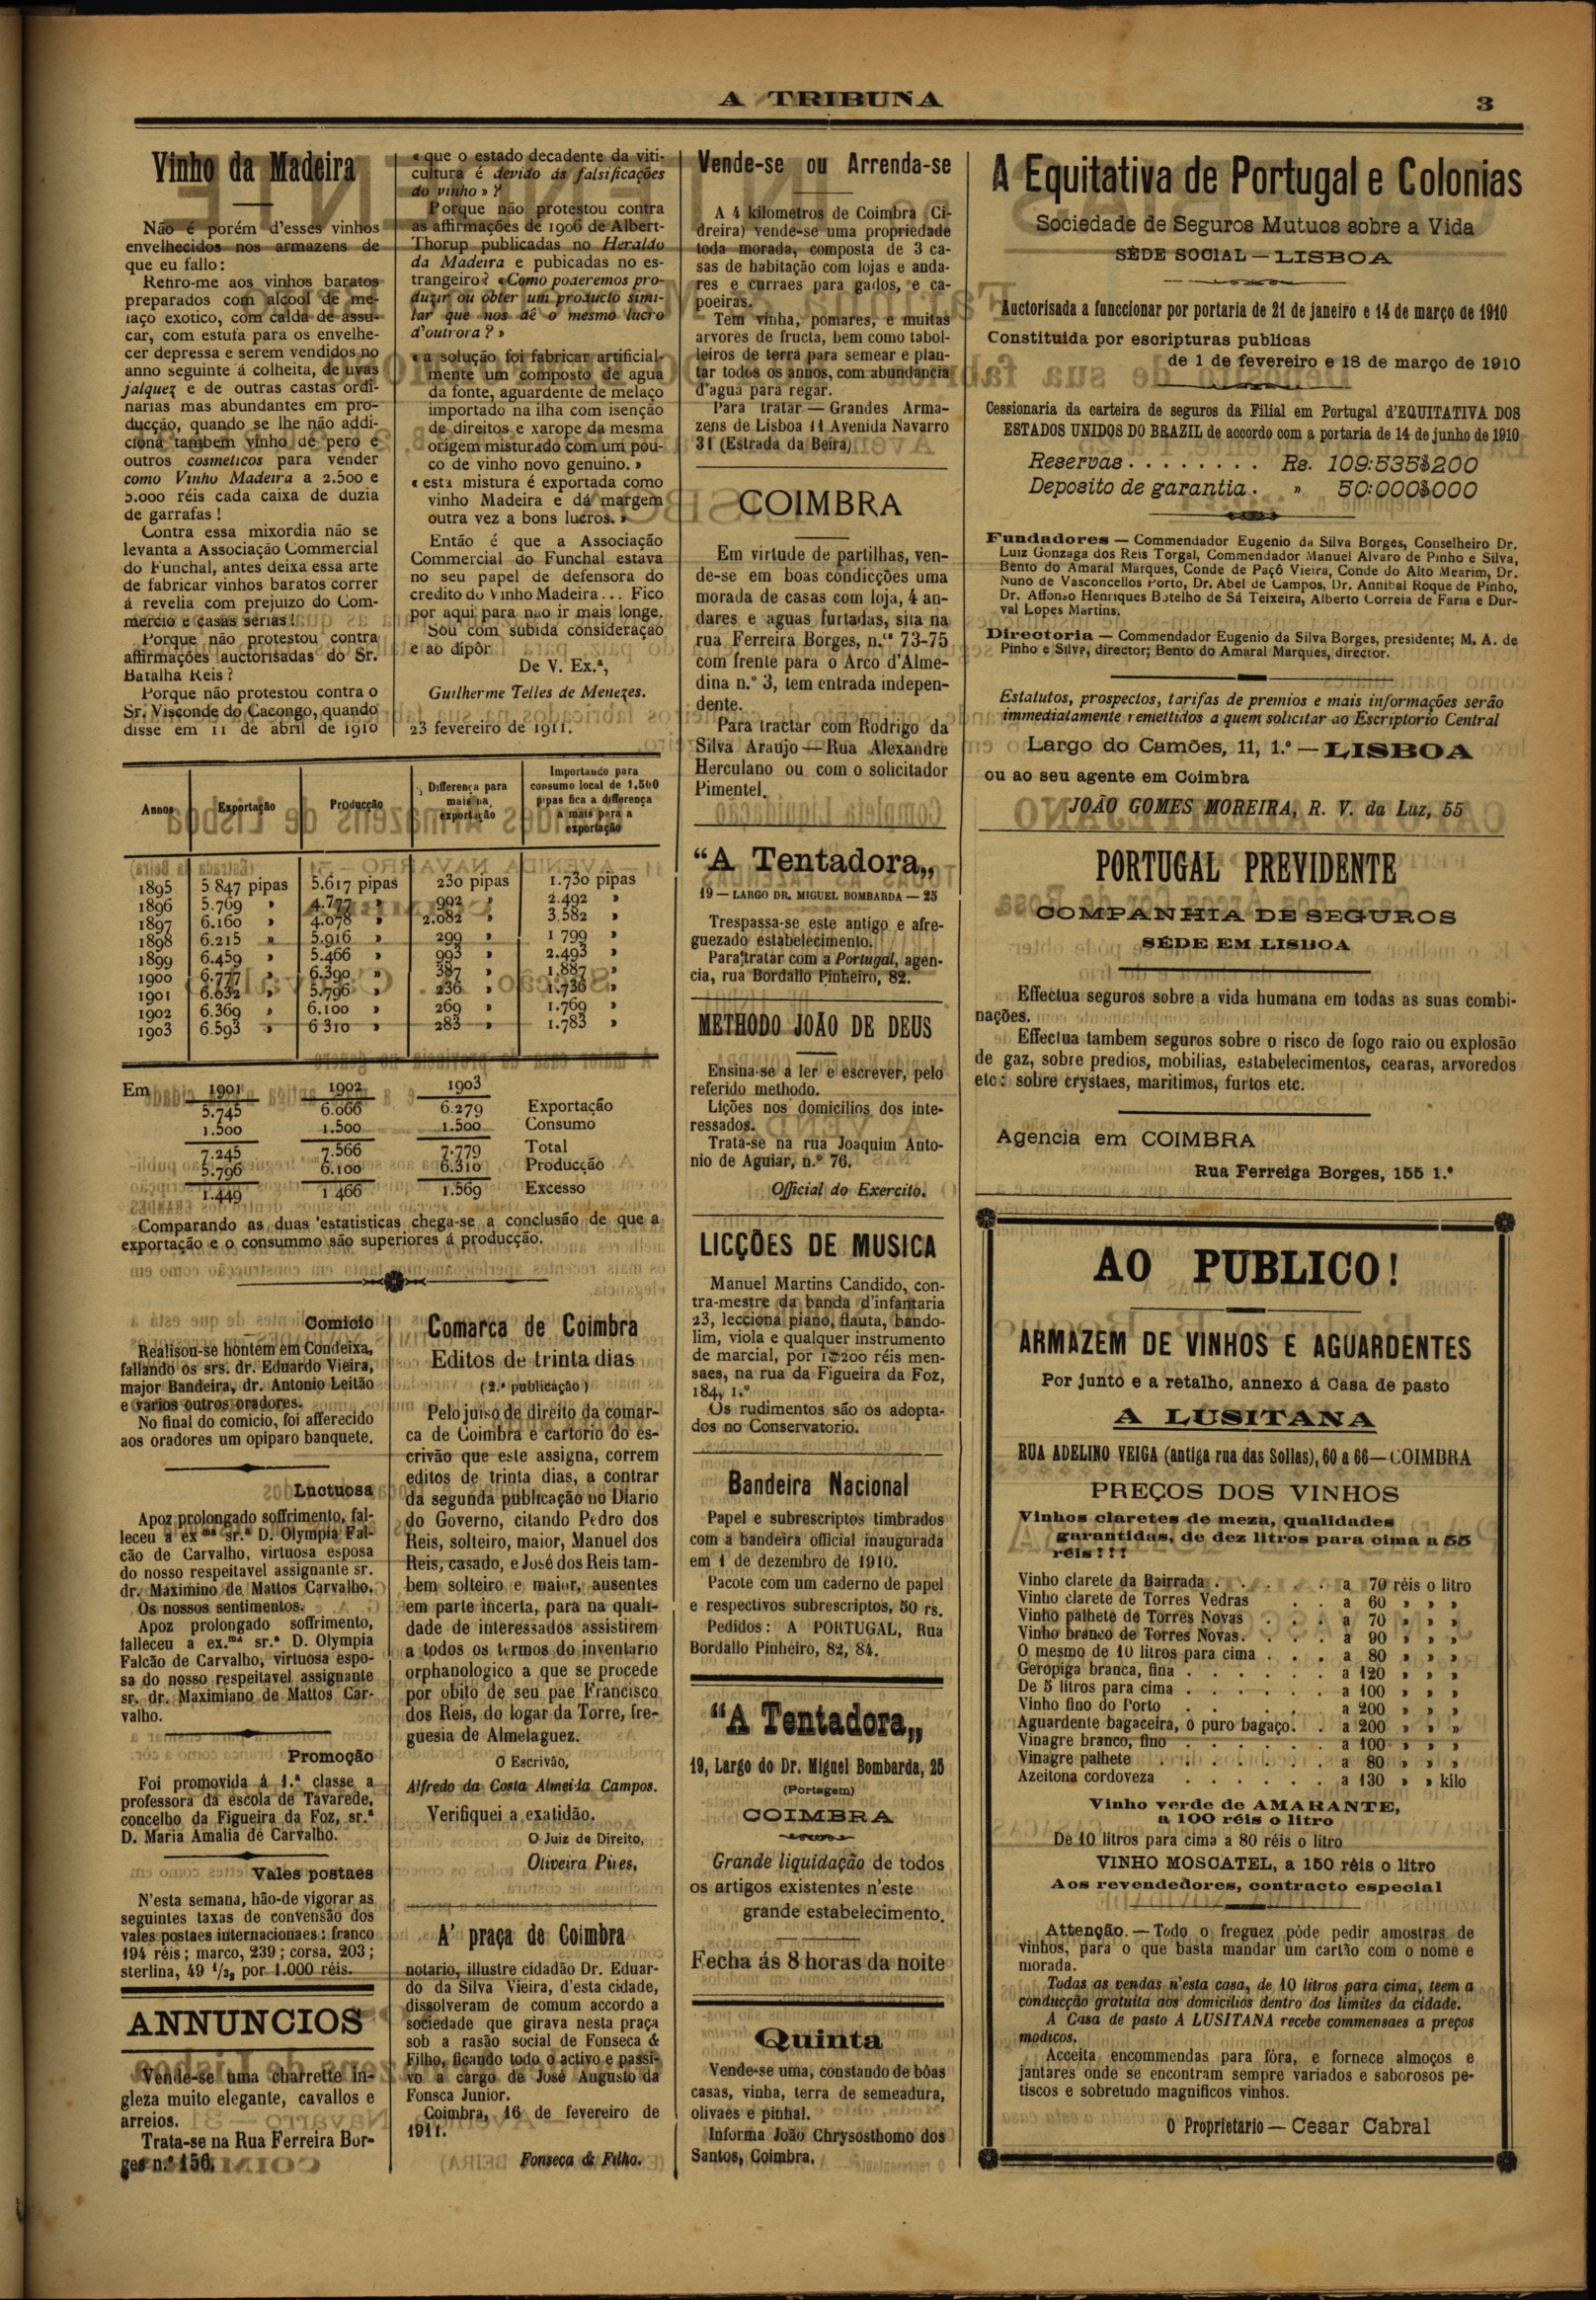 A TRIBUNA
3
Vinho da Madeira
Não é porém d'esses vinhos
envelhecidos nos armazens de
que eu fallo:
Refiro-me aos vinhos baratos
preparados com alcool de me-
laço exotico, com calda de assu-
car, com estufa para os envelhe-
cer depressa e serem vendidos no
anno seguinte á colheita, de uvas
jalquez e de outras castas ordi-
narias mas abundantes em pro-
ducção, quando se lhe não addi-
ciona tambem vinho de pero e
outros cosmeticos para vender
como Vinho Madeira a 2.500 e
5.000 réis cada caixa de duzia
de garrafas!
Contra essa mixordia não se
levanta a Associação Commercial
do Funchal, antes deixa essa arte
de fabricar vinhos baratos correr
á revelia com prejuizo do Com-
mercio e casas sérias!
Porque não protestou contra
affirmações auctorisadas do Sr.
Batalha Reis?
Porque não protestou contra o
Sr. Visconde do Cacongo, quando
disse em 11 de abril de 1910
«que o estado decadente da viti-
cultura é devido ás falsificações
do vinho»?
Porque não protestou contra
as affirmações de 1906 de Albert-
Thorup publicadas no Heraldo
da Madeira e pubicadas no es-
trangeiro? «Como poderemos pro-
duzir ou obter um producto simi-
lar que nos dê o mesmo lucro
d'outrora?»
«a solução foi fabricar artificial-
mente um composto de agua
da fonte, aguardente de melaço
importado na ilha com isenção
de direitos e xarope da mesma
origem misturado com um pou-
co de vinho novo genuino.»
«esta mistura é exportada como
vinho Madeira e dá margem
outra vez a bons lucros.»
Então é que a Associação
Commercial do Funchal estava
no seu papel de defensora do
credito do Vinho Madeira... Fico
por aqui para não ir mais longe.
Sou com subida consideração
e ao dipôr
De V. Ex.ª,
Guilherme Telles de Menezes.
23 fevereiro de 1911.
Annos | Exportação | Producção | Differença para mais na exportação | Importando para consumo local de 1.500 pipas fica a differença a mais para a exportação
1895 | 5 847 pipas | 5.617 pipas | 230 pipas | 1.730 pipas
1896 | 5.769 » | 4.777 » | 992 » | 2.492 »
1897 | 6.160 » | 4.078 » | 2.082 » | 3.582 »
1898 | 6.215 » | 5.916 » | 299 » | 1 799 »
1899 | 6.459 » | 5.466 » | 993 » | 2.493 »
1900 | 6.777 » | 6.390 » | 387 » | 1.887 »
1901 | 6.032 » | 5.796 » | 236 » | 1.736 »
1902 | 6.369 » | 6.100 » | 269 » | 1.769 »
1903 | 6.593 » | 6 310 » | 283 » | 1.783 »
Em 1901 1902 1903
5.745 6.066 6.279 Exportação
1.500 1.500 1.500 Consumo
7.245 7.566 7.779 Total
5.796 6.100 6.310 Producção
1.449 1 466 1.569 Excesso
Comparando as duas estatisticas chega-se a conclusão de que a
exportação e o consummo são superiores á producção.
Comicio
Realisou-se hontem em Condeixa,
fallando os srs. dr. Eduardo Vieira,
major Bandeira, dr. Antonio Leitão
e varios outros oradores.
No final do comicio, foi afferecido
aos oradores um opiparo banquete.
Luctuosa
Apoz prolongado soffrimento, fal-
leceu a ex.ma sr.ª D. Olympia Fal-
cão de Carvalho, virtuosa esposa
do nosso respeitavel assignante sr.
dr. Maximino de Mattos Carvalho.
Os nossos sentimentos.
Apoz prolongado soffrimento,
falleceu a ex.ma sr.ª D. Olympia
Falcão de Carvalho, virtuosa espo-
sa do nosso respeitavel assignante
sr. dr. Maximiano de Mattos Car-
valho.
Promoção
Foi promovida á 1.ª classe a
professora da escola de Tavarede,
concelho da Figueira da Foz, sr.ª
D. Maria Amalia de Carvalho.
Vales postaes
N'esta semana, hão-de vigorar as
seguintes taxas de convensão dos
vales postaes internacionaes: franco
194 réis; marco, 239; corsa, 203;
sterlina, 49 1/3, por 1.000 réis.
ANNUNCIOS
Vende-se uma charrette in-
gleza muito elegante, cavallos e
arreios.
Trata-se na Rua Ferreira Bor-
ges n.º 156.
Comarca de Coimbra
Editos de trinta dias
(2.ª publicação)
Pelo juiso de direito da comar-
ca de Coimbra e cartorio do es-
crivão que este assigna, correm
editos de trinta dias, a contrar
da segunda publicação no Diario
do Governo, citando Pedro dos
Reis, solteiro, maior, Manuel dos
Reis, casado, e José dos Reis tam-
bem solteiro e maior, ausentes
em parte incerta, para na quali-
dade de interessados assistirem
a todos os termos do inventario
orphanologico a que se procede
por obito de seu pae Francisco
dos Reis, do logar da Torre, fre-
guesia de Almelaguez.
O Escrivão,
Alfredo da Costa Almeida Campos.
Verifiquei a exatidão.
O Juiz de Direito,
Oliveira Pires.
A' praça de Coimbra
notario, illustre cidadão Dr. Eduar-
do da Silva Vieira, d'esta cidade,
dissolveram de comum accordo a
sociedade que girava nesta praça
sob a rasão social de Fonseca &
Filho, ficando todo o activo e passi-
vo a cargo de José Augusto da
Fonsca Junior.
Coimbra, 16 de fevereiro de
1911.
Fonseca & Filho.
Vende-se ou Arrenda-se
A 4 kilometros de Coimbra (Ci-
dreira) vende-se uma propriedade
toda morada, composta de 3 ca-
sas de habitação com lojas e anda-
res e curraes para gados, e ca-
poeiras.
Tem vinha, pomares, e muitas
arvores de fructa, bem como tabol-
leiros de terra para semear e plan-
tar todos os annos, com abundancia
d'agua para regar.
Para tratar — Grandes Arma-
zens de Lisboa 11 Avenida Navarro
31 (Estrada da Beira)
COIMBRA
Em virtude de partilhas, ven-
de-se em boas condicções uma
morada de casas com loja, 4 an-
dares e aguas furtadas, sita na
rua Ferreira Borges, n.os 73-75
com frente para o Arco d'Alme-
dina n.º 3, tem entrada indepen-
dente.
Para tractar com Rodrigo da
Silva Araujo — Rua Alexandre
Herculano ou com o solicitador
Pimentel.
"A Tentadora„
19 — LARGO DR. MIGUEL BOMBARDA — 25
Trespassa-se este antigo e afre-
guezado estabelecimento.
Para tratar com a Portugal, agen-
cia, rua Bordallo Pinheiro, 82.
METHODO JOÃO DE DEUS
Ensina-se a ler e escrever, pelo
referido methodo.
Lições nos domicilios dos inte-
ressados.
Trata-se na rua Joaquim Anto-
nio de Aguiar, n.º 76.
Official do Exercito.
LICÇÕES DE MUSICA
Manuel Martins Candido, con-
tra-mestre da banda d'infantaria
23, lecciona piano, flauta, bando-
lim, viola e qualquer instrumento
de marcial, por 1$200 réis men-
saes, na rua da Figueira da Foz,
184, 1.º
Os rudimentos são os adopta-
dos no Conservatorio.
Bandeira Nacional
Papel e subrescriptos timbrados
com a bandeira official inaugurada
em 1 de dezembro de 1910.
Pacote com um caderno de papel
e respectivos subrescriptos, 50 rs.
Pedidos: A PORTUGAL, Rua
Bordallo Pinheiro, 82, 84.
"A Tentadora„
19, Largo do Dr. Miguel Bombarda, 25
(Portagem)
COIMBRA
Grande liquidação de todos
os artigos existentes n'este
grande estabelecimento.
Fecha ás 8 horas da noite
Quinta
Vende-se uma, constando de bôas
casas, vinha, terra de semeadura,
olivaes e pinhal.
Informa João Chrysosthomo dos
Santos, Coimbra.
A Equitativa de Portugal e Colonias
Sociedade de Seguros Mutuos sobre a Vida
SÉDE SOCIAL — LISBOA
Auctorisada a funccionar por portaria de 21 de janeiro e 14 de março de 1910
Constituida por escripturas publicas
de 1 de fevereiro e 18 de março de 1910
Cessionaria da carteira de seguros da Filial em Portugal d'EQUITATIVA DOS
ESTADOS UNIDOS DO BRAZIL de accordo com a portaria de 14 de junho de 1910
Reservas . . . . . . . . Rs. 109:535$200
Deposito de garantia . » 50:000$000
Fundadores — Commendador Eugenio da Silva Borges, Conselheiro Dr.
Luiz Gonzaga dos Reis Torgal, Commendador Manuel Alvaro de Pinho e Silva,
Bento do Amaral Marques, Conde de Paçô Vieira, Conde do Alto Mearim, Dr.
Nuno de Vasconcellos Porto, Dr. Abel de Campos, Dr. Annibal Roque de Pinho,
Dr. Affonso Henriques Botelho de Sá Teixeira, Alberto Correia de Faria e Dur-
val Lopes Martins.
Directoria — Commendador Eugenio da Silva Borges, presidente; M. A. de
Pinho e Silva, director; Bento do Amaral Marques, director.
Estatutos, prospectos, tarifas de premios e mais informações serão
immediatamente remettidos a quem solicitar ao Escriptorio Central
Largo do Camões, 11, 1.º — LISBOA
ou ao seu agente em Coimbra
JOÃO GOMES MOREIRA, R. V. da Luz, 55
PORTUGAL PREVIDENTE
COMPANHIA DE SEGUROS
SÉDE EM LISBOA
Effectua seguros sobre a vida humana em todas as suas combi-
nações.
Effectua tambem seguros sobre o risco de fogo raio ou explosão
de gaz, sobre predios, mobilias, estabelecimentos, cearas, arvoredos
etc: sobre crystaes, maritimos, furtos etc.
Agencia em COIMBRA
Rua Ferreiga Borges, 155 1.º
AO PUBLICO!
ARMAZEM DE VINHOS E AGUARDENTES
Por junto e a retalho, annexo á Casa de pasto
A LUSITANA
RUA ADELINO VEIGA (antiga rua das Sollas), 60 a 66 — COIMBRA
PREÇOS DOS VINHOS
Vinhos claretes de meza, qualidades
garantidas, de dez litros para cima a 55
réis!!!
Vinho clarete da Bairrada . . . . . a 70 réis o litro
Vinho clarete de Torres Vedras . . a 60 » » »
Vinho palhete de Torres Novas . . . a 70 » » »
Vinho branco de Torres Novas. . . . a 90 » » »
O mesmo de 10 litros para cima . . . a 80 » » »
Geropiga branca, fina . . . . . . a 120 » » »
De 5 litros para cima . . . . . . a 100 » » »
Vinho fino do Porto . . . . . a 200 » » »
Aguardente bagaceira, o puro bagaço. . a 200 » » »
Vinagre branco, fino . . . . . . a 100 » » »
Vinagre palhete . . . . . . . a 80 » » »
Azeitona cordoveza . . . . . . a 130 » » kilo
Vinho verde de AMARANTE,
a 100 réis o litro
De 10 litros para cima a 80 réis o litro
VINHO MOSCATEL, a 150 réis o litro
Aos revendedores, contracto especial
Attenção. — Todo o freguez póde pedir amostras de
vinhos, para o que basta mandar um cartão com o nome e
morada.
Todas as vendas n'esta casa, de 10 litros para cima, teem a
conducção gratuita aos domicilios dentro dos limites da cidade.
A Casa de pasto A LUSITANA recebe commensaes a preços
modicos.
Acceita encommendas para fóra, e fornece almoços e
jantares onde se encontram sempre variados e saborosos pe-
tiscos e sobretudo magnificos vinhos.
O Proprietario — Cesar Cabral